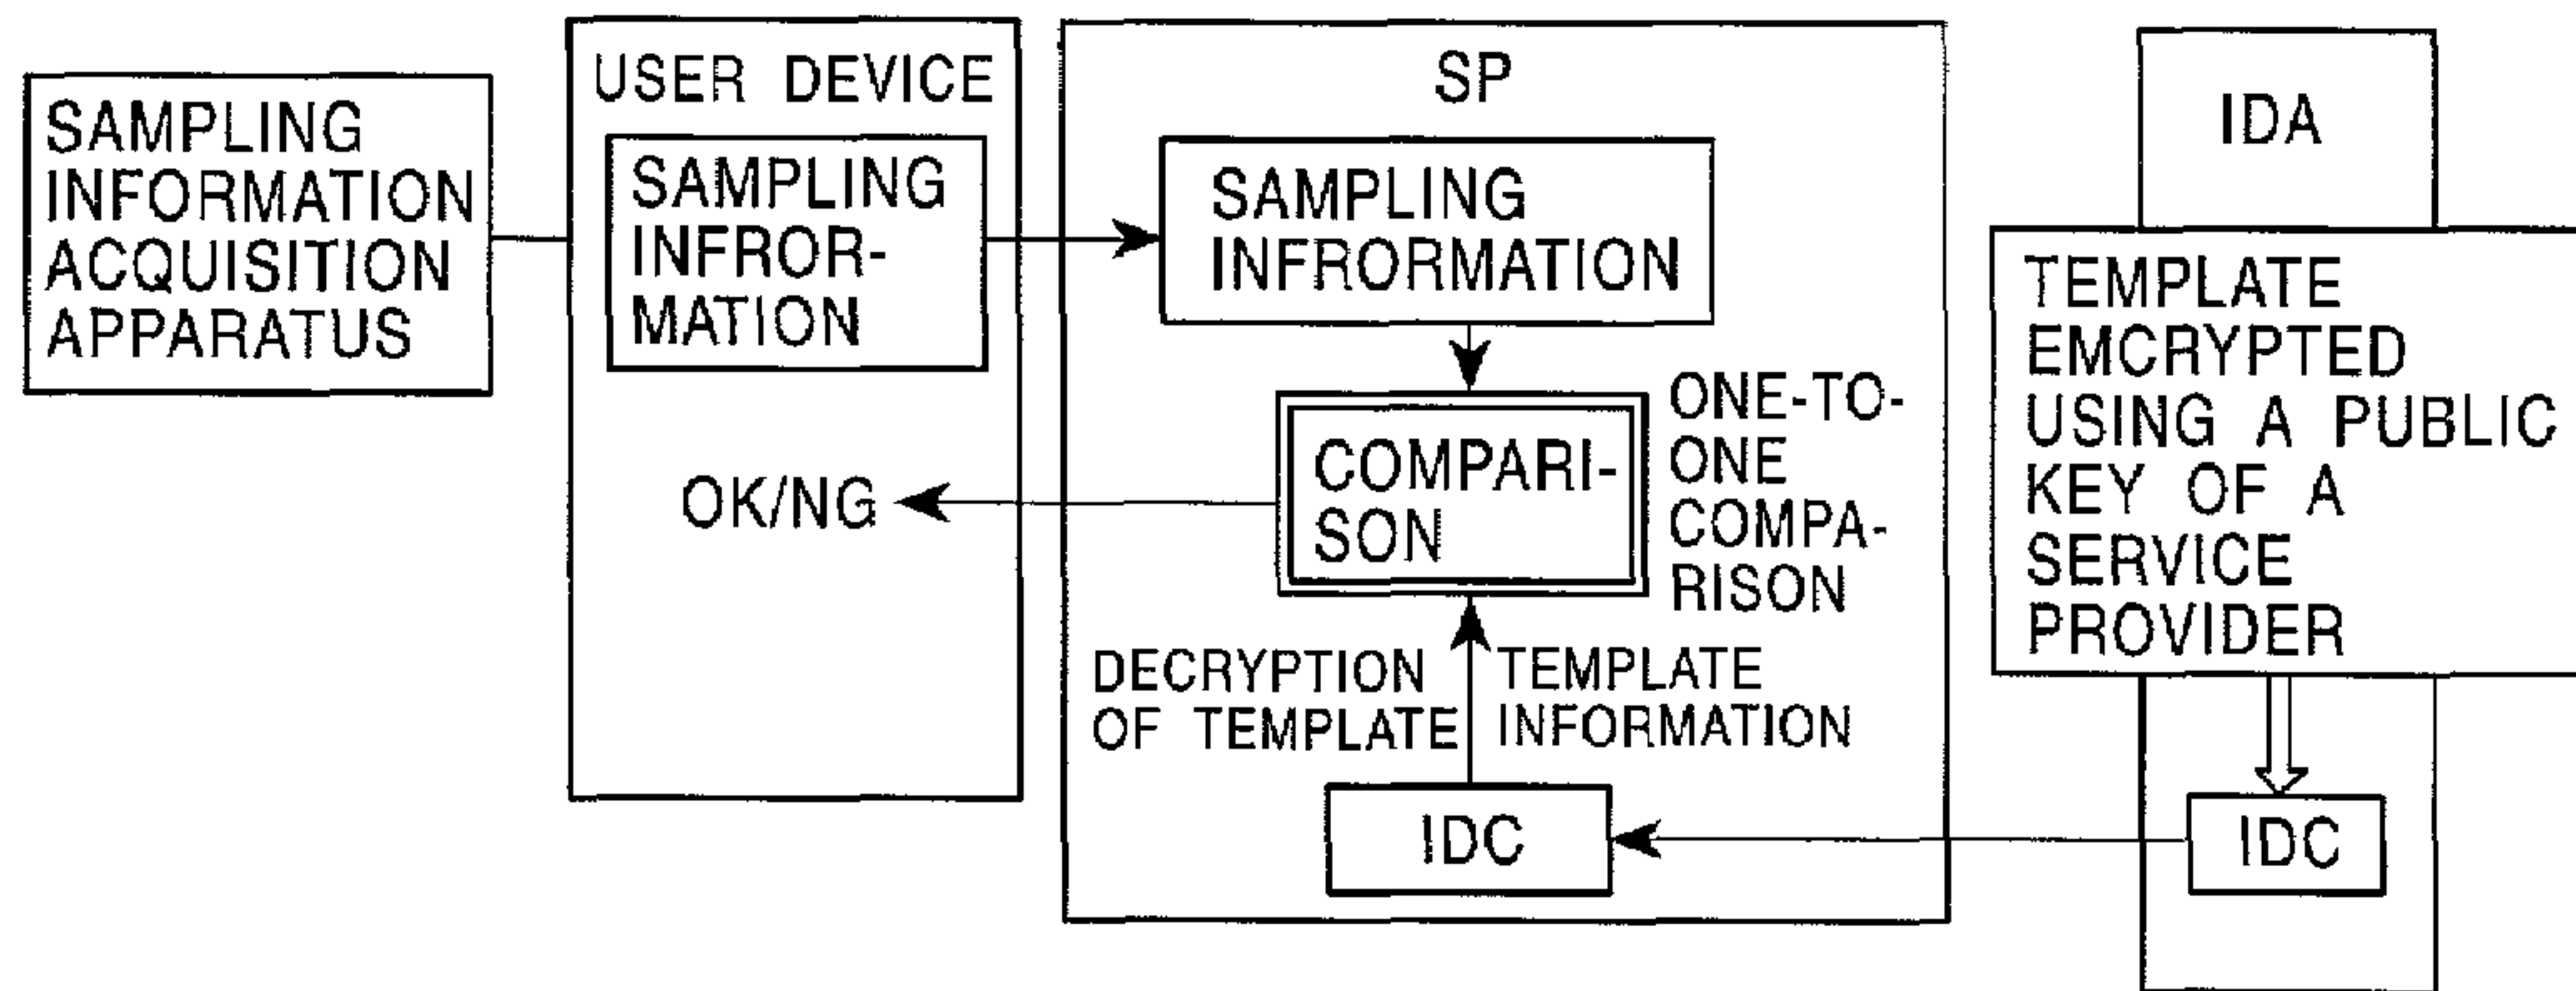 SAMPLING
INFORMATION
ACQUISITION
APPARATUS
USER DEVICE
SAMPLING
INFROR-
MATION
OK/NG
SP
SAMPLING
INFRORMATION
COMPARI-
SON
ONE-TO-
ONE
COMPA-
RISON
DECRYPTION
OF TEMPLATE
TEMPLATE
INFORMATION
IDC
IDA
TEMPLATE
EMCRYPTED
USING A PUBLIC
KEY OF A
SERVICE
PROVIDER
IDC